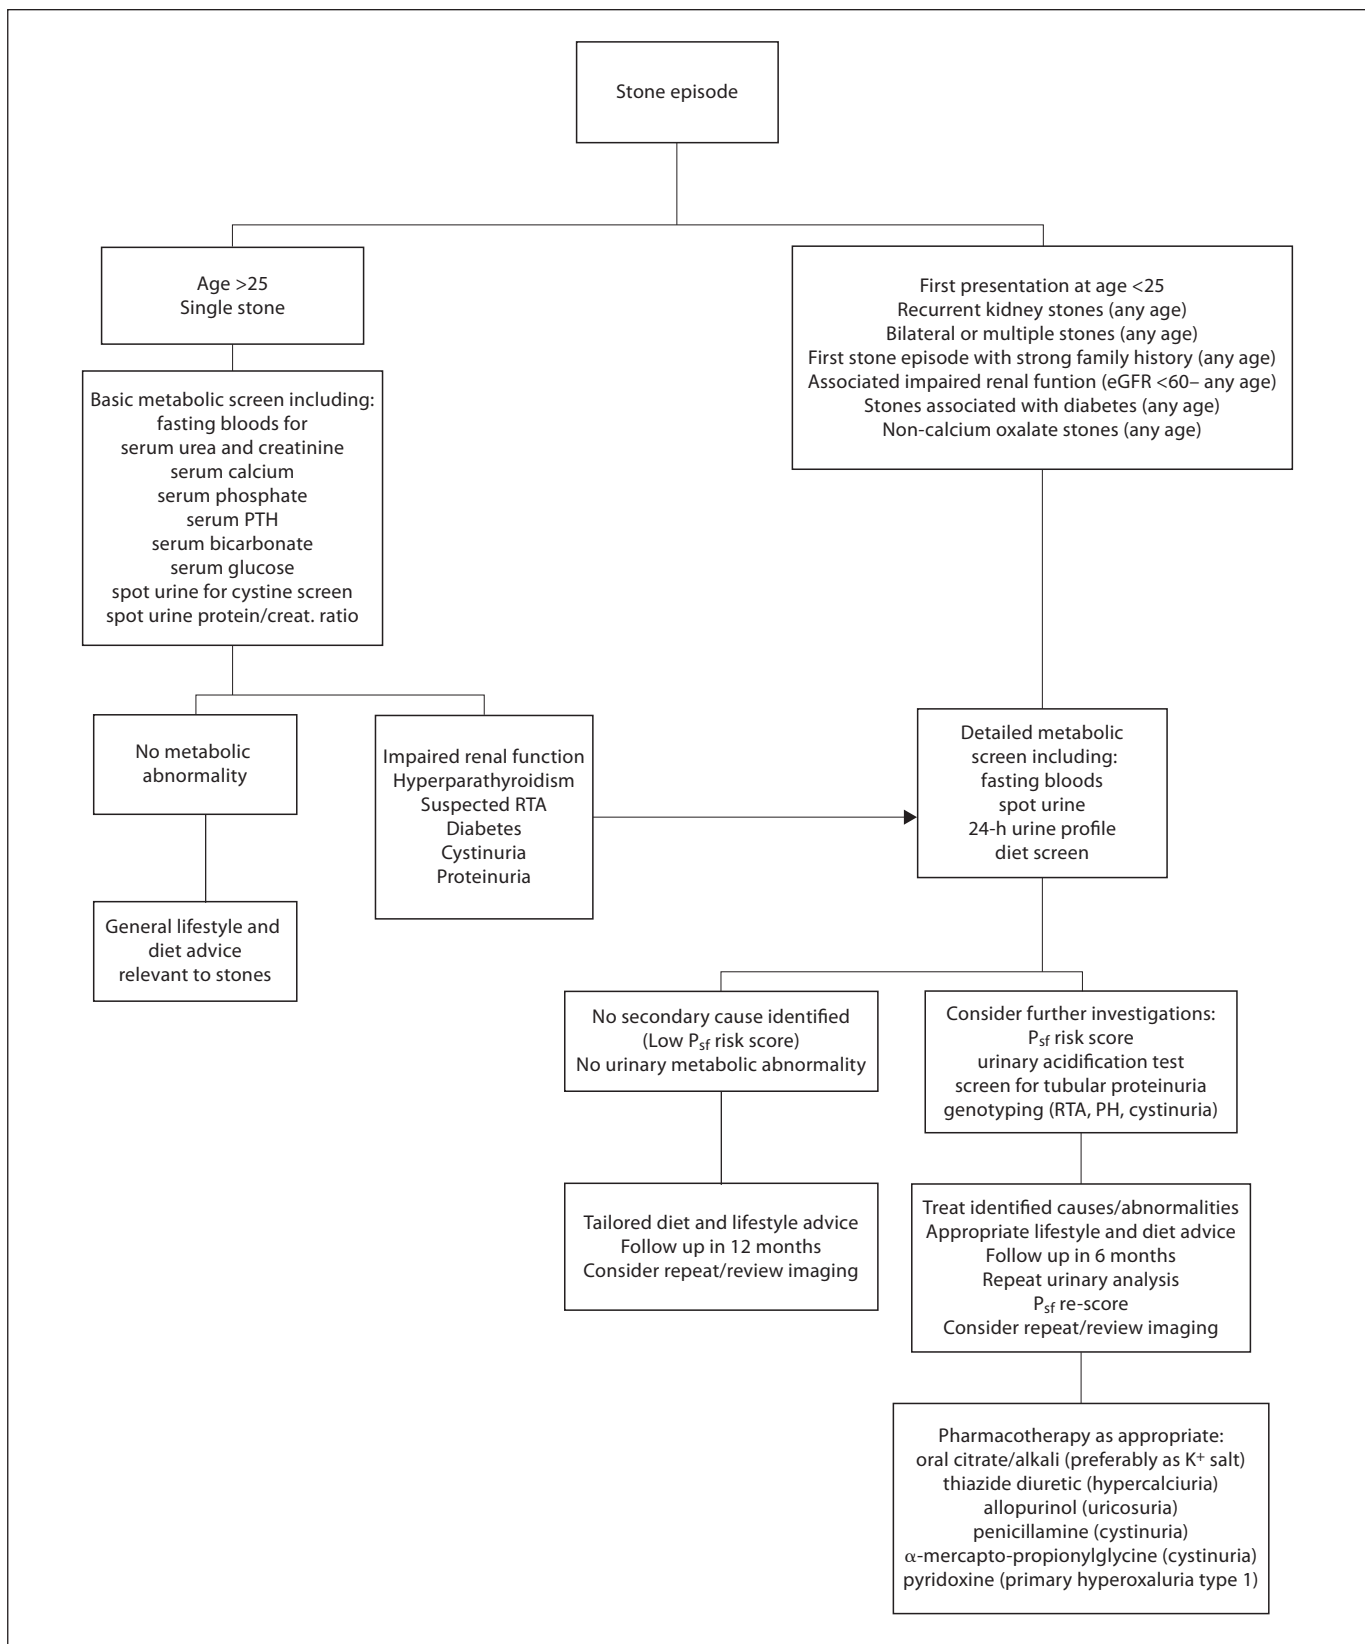 Stone episode
Age >25
Single stone
First presentation at age <25
Recurrent kidney stones (any age)
Bilateral or multiple stones (any age)
First stone episode with strong family history (any age)
Associated impaired renal funtion (eGFR <60– any age)
Stones associated with diabetes (any age)
Non-calcium oxalate stones (any age)
Basic metabolic screen including:
fasting bloods for
serum urea and creatinine
serum calcium
serum phosphate
serum PTH
serum bicarbonate
serum glucose
spot urine for cystine screen
spot urine protein/creat. ratio
No metabolic
abnormality
Impaired renal function
Hyperparathyroidism
Suspected RTA
Diabetes
Cystinuria
Proteinuria
Detailed metabolic
screen including:
fasting bloods
spot urine
24-h urine profile
diet screen
General lifestyle and
diet advice
relevant to stones
No secondary cause identified
(Low Psf risk score)
No urinary metabolic abnormality
Consider further investigations:
Psf risk score
urinary acidification test
screen for tubular proteinuria
genotyping (RTA, PH, cystinuria)
Tailored diet and lifestyle advice
Follow up in 12 months
Consider repeat/review imaging
Treat identified causes/abnormalities
Appropriate lifestyle and diet advice
Follow up in 6 months
Repeat urinary analysis
Psf re-score
Consider repeat/review imaging
Pharmacotherapy as appropriate:
oral citrate/alkali (preferably as K+ salt)
thiazide diuretic (hypercalciuria)
allopurinol (uricosuria)
penicillamine (cystinuria)
α-mercapto-propionylglycine (cystinuria)
pyridoxine (primary hyperoxaluria type 1)